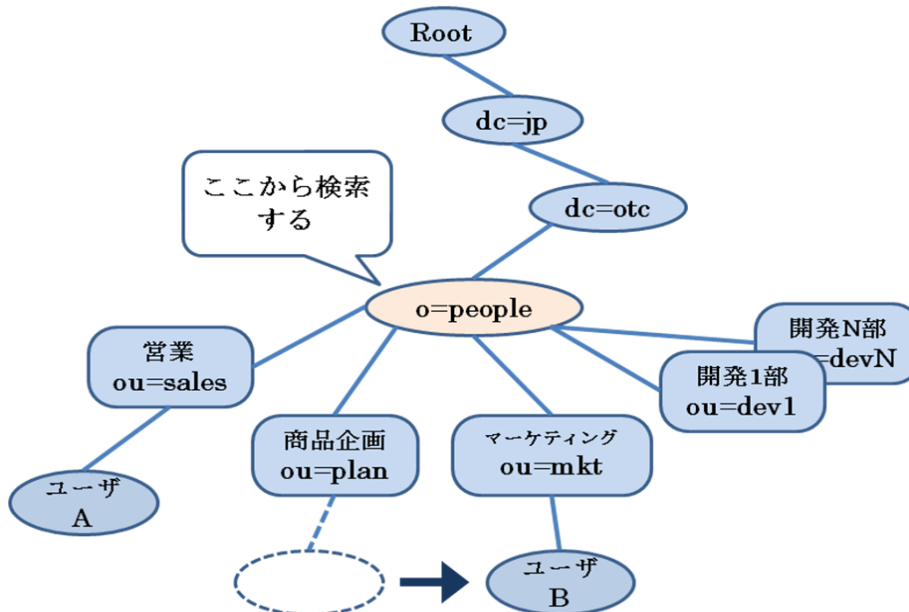 Root
dc=jp
ここから検索
する
dc=otc
o=people
営業
ou=sales
商品企画
ou=plan
マーケティング
ou=mkt
開発1部
ou=dev1
開発N部
=devN
ユーザ
A
ユーザ
B